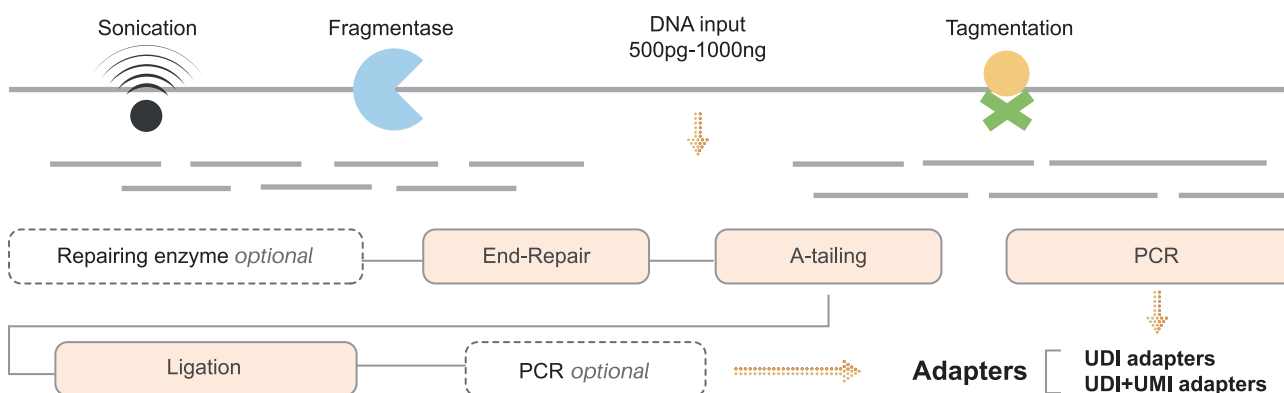 Sonication
Fragmentase
DNA input
500pg-1000ng
Tagmentation
Repairing enzyme optional
End-Repair
A-tailing
PCR
Ligation
PCR optional
Adapters
UDI adapters
UDI+UMI adapters